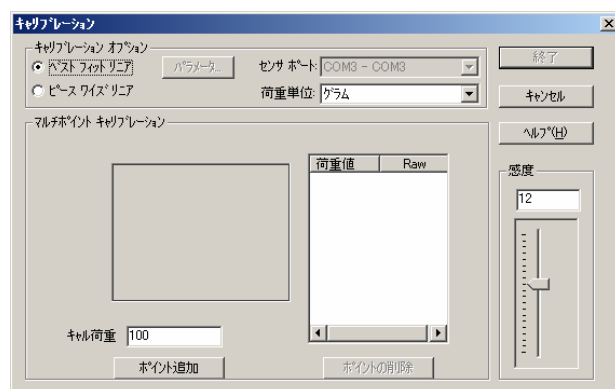 キャリブレーション
キャリブレーション オプション
ベスト フィット リニア
パラメータ...
センサ ポート: COM3 - COM3
終了
ピース ワイズ リニア
荷重単位: グラム
キャンセル
マルチポイント キャリブレーション
ヘルプ(H)
荷重値 Raw
感度
12
キャル荷重 100
ポイント追加
ポイントの削除